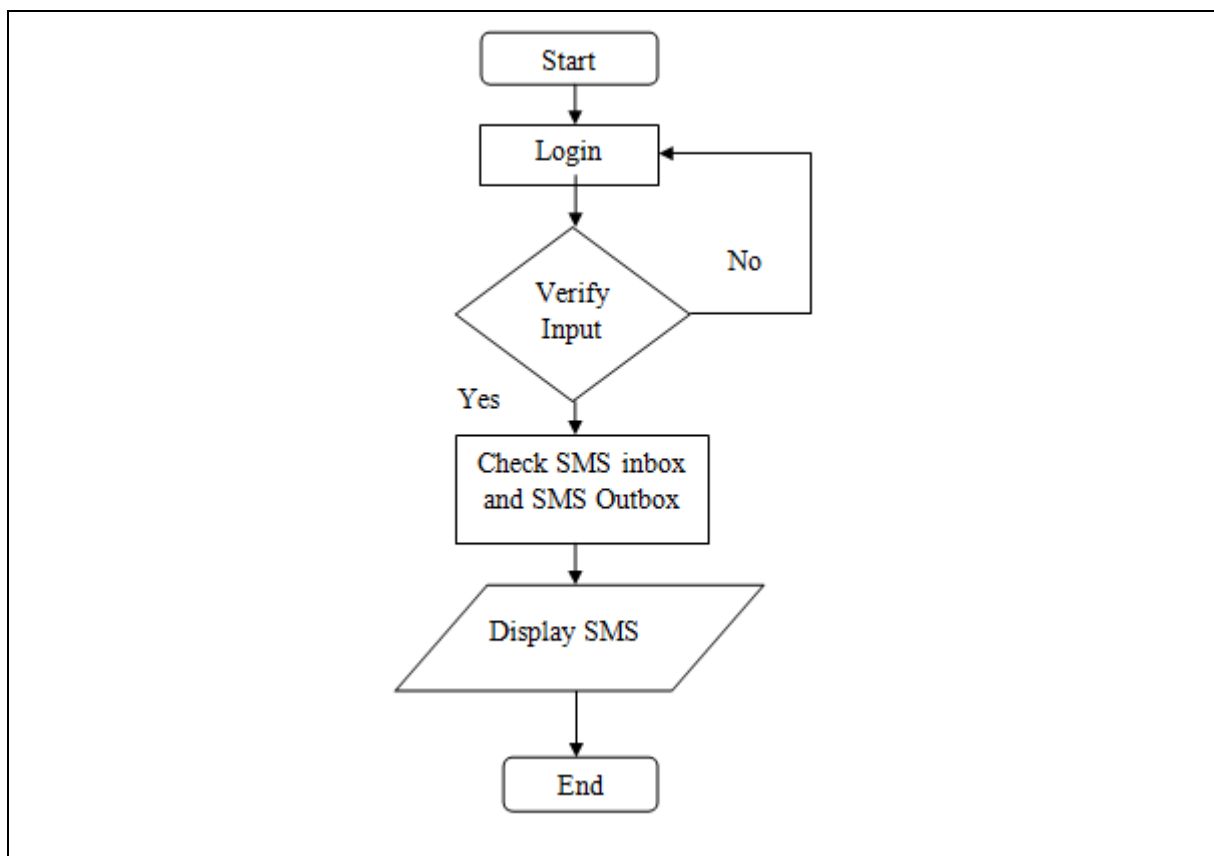 Start
Login
No
Verify
Input
Yes
Check SMS inbox
and SMS Outbox
Display SMS
End